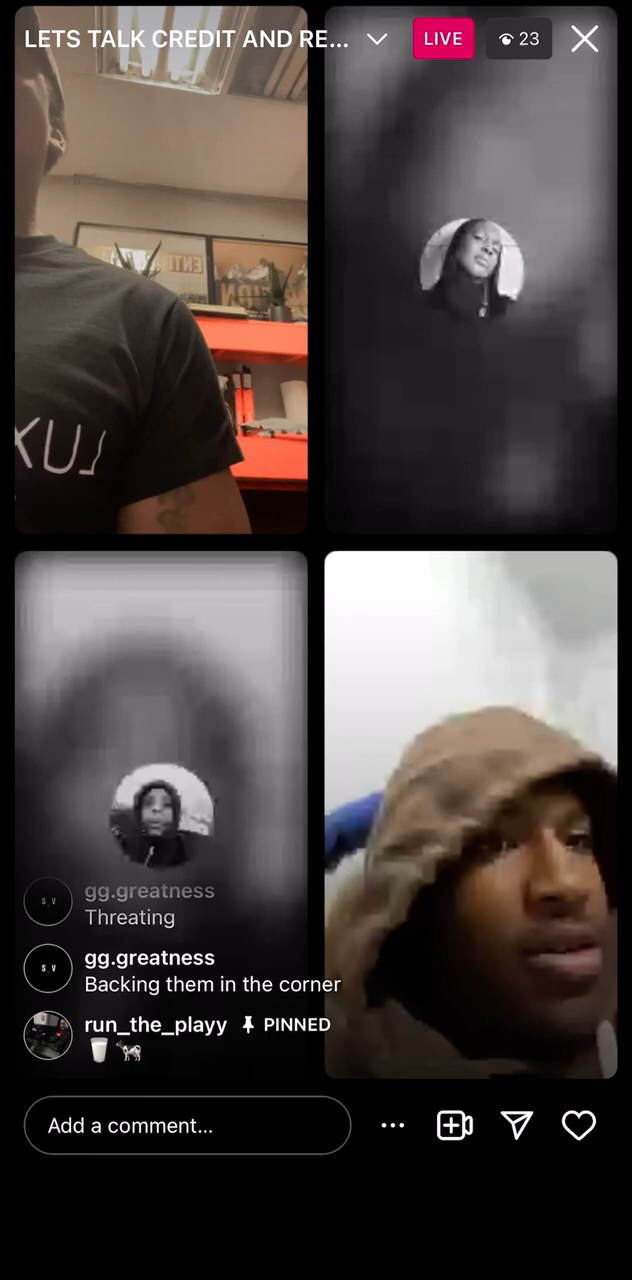 LETS TALK CREDIT AND RE...
LIVE
23
LUX
gg.greatness
Threating
gg.greatness
Backing them in the corner
run_the_playy PINNED
🥛 🐄
Add a comment...
S V
S V